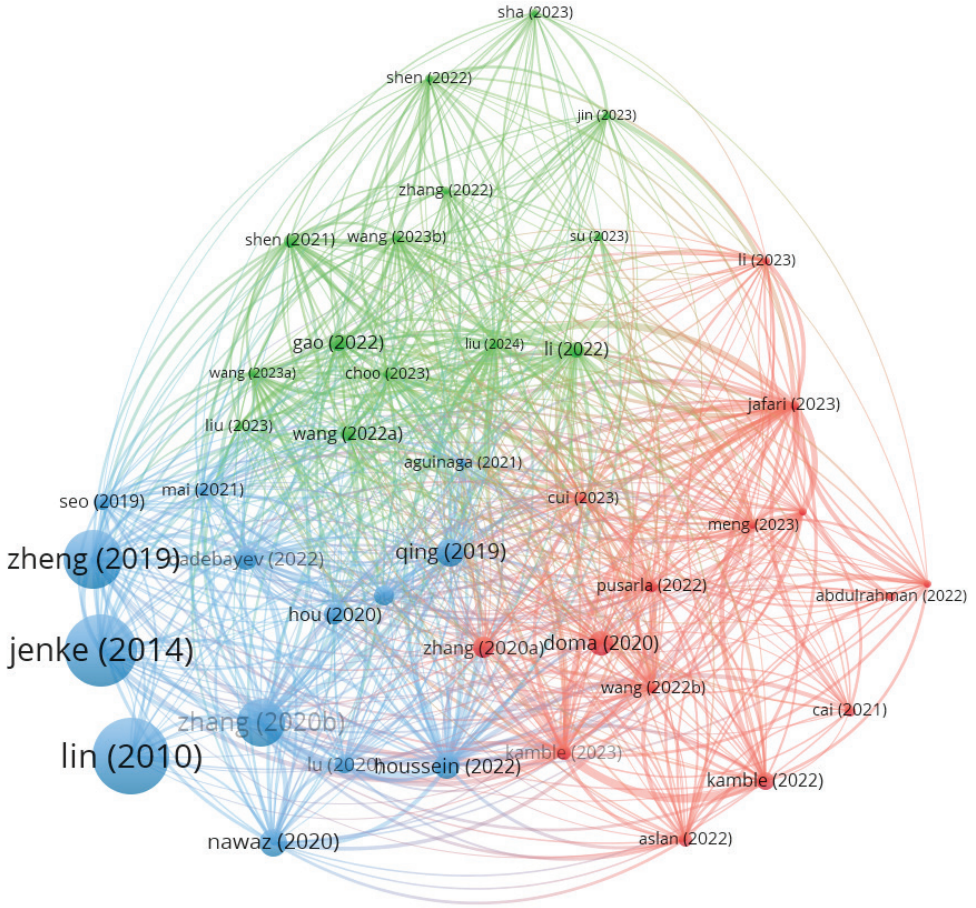 sha (2023)
shen (2022)
jin (2023)
zhang (2022)
shen (2021)
wang (2023b)
su (2023)
li (2023)
gao (2022)
liu (2024)
li (2022)
wang (2023a)
choo (2023)
jafari (2023)
liu (2023)
wang (2022a)
aguinaga (2021)
seo (2019)
mai (2021)
cui (2023)
meng (2023)
zheng (2019)
adebayev (2022)
qing (2019)
pusarla (2022)
abdulrahman (2022)
hou (2020)
jenke (2014)
zhang (2020a)
doma (2020)
wang (2022b)
cai (2021)
zhang (2020b)
lin (2010)
lu (2020)
houssein (2022)
kamble (2023)
kamble (2022)
nawaz (2020)
aslan (2022)